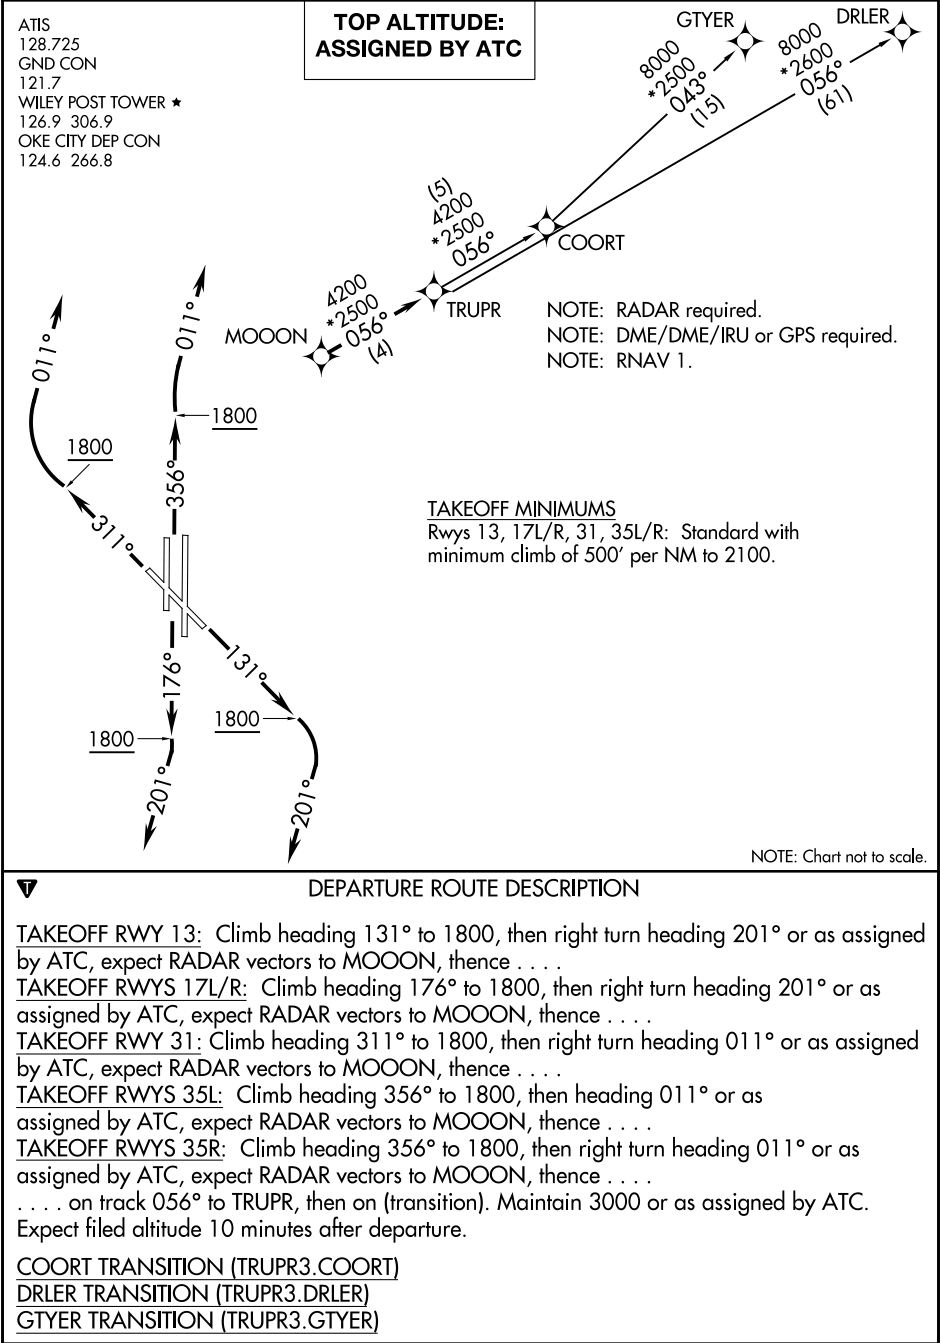 ATIS
128.725
GND CON
121.7
WILEY POST TOWER ★
126.9 306.9
OKE CITY DEP CON
124.6 266.8
TOP ALTITUDE:
ASSIGNED BY ATC
GTYER
8000
*2500
043°
(15)
DRLER
8000
*2600
056°
(61)
(5)
4200
*2500
056°
COORT
4200
*2500
056°
(4)
TRUPR
MOOON
NOTE: RADAR required.
NOTE: DME/DME/IRU or GPS required.
NOTE: RNAV 1.
011°
011°
1800
1800
356°
311°
TAKEOFF MINIMUMS
Rwys 13, 17L/R, 31, 35L/R: Standard with
minimum climb of 500' per NM to 2100.
176°
131°
1800
1800
201°
201°
NOTE: Chart not to scale.
T
DEPARTURE ROUTE DESCRIPTION
TAKEOFF RWY 13: Climb heading 131° to 1800, then right turn heading 201° or as assigned
by ATC, expect RADAR vectors to MOOON, thence . . . .
TAKEOFF RWYS 17L/R: Climb heading 176° to 1800, then right turn heading 201° or as
assigned by ATC, expect RADAR vectors to MOOON, thence . . . .
TAKEOFF RWY 31: Climb heading 311° to 1800, then right turn heading 011° or as assigned
by ATC, expect RADAR vectors to MOOON, thence . . . .
TAKEOFF RWYS 35L: Climb heading 356° to 1800, then heading 011° or as
assigned by ATC, expect RADAR vectors to MOOON, thence . . . .
TAKEOFF RWYS 35R: Climb heading 356° to 1800, then right turn heading 011° or as
assigned by ATC, expect RADAR vectors to MOOON, thence . . . .
. . . . on track 056° to TRUPR, then on (transition). Maintain 3000 or as assigned by ATC.
Expect filed altitude 10 minutes after departure.
COORT TRANSITION (TRUPR3.COORT)
DRLER TRANSITION (TRUPR3.DRLER)
GTYER TRANSITION (TRUPR3.GTYER)